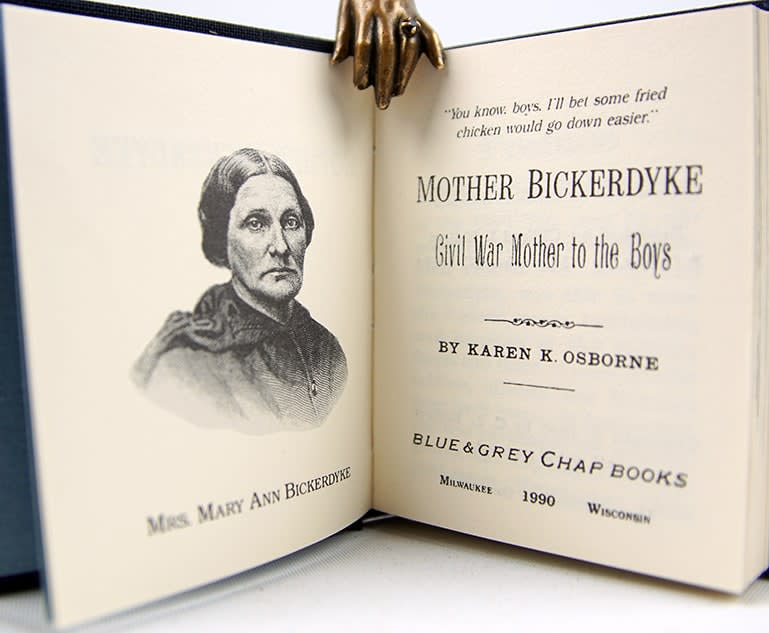 MRS. MARY ANN BICKERDYKE
"You know, boys, I'll bet some fried
chicken would go down easier."
MOTHER BICKERDYKE
Civil War Mother to the Boys
BY KAREN K. OSBORNE
BLUE & GREY CHAP BOOKS
MILWAUKEE 1990 WISCONSIN